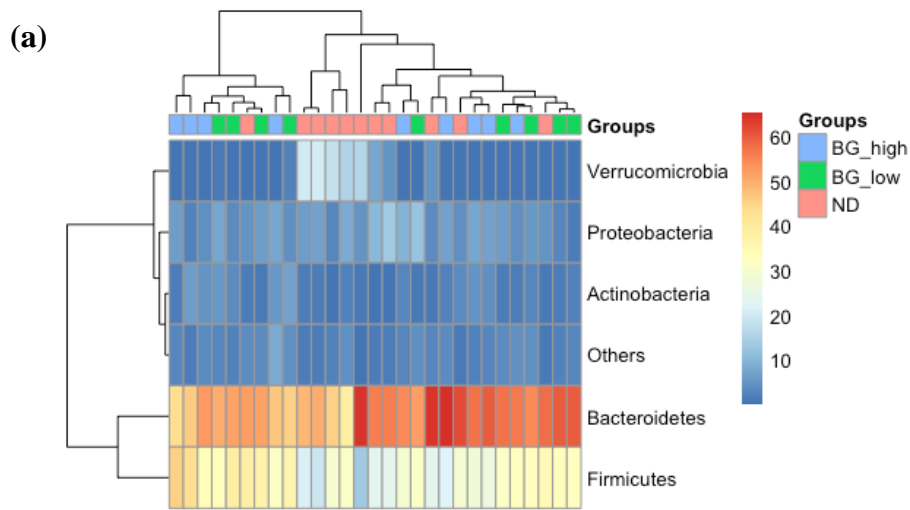 (a)
Groups
Verrucomicrobia
Proteobacteria
Actinobacteria
Others
Bacteroidetes
Firmicutes
60
50
40
30
20
10
Groups
BG_high
BG_low
ND